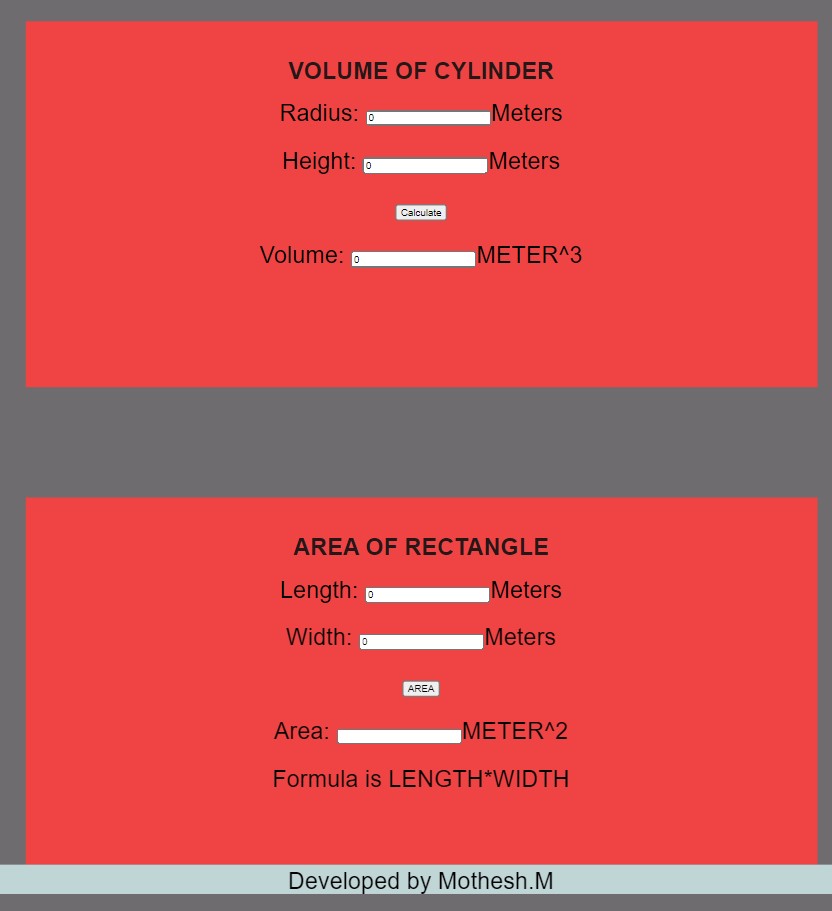 VOLUME OF CYLINDER
Radius: 0 Meters
Height: 0 Meters
Calculate
Volume: 0 METER^3
AREA OF RECTANGLE
Length: 0 Meters
Width: 0 Meters
AREA
Area: METER^2
Formula is LENGTH*WIDTH
Developed by Mothesh.M